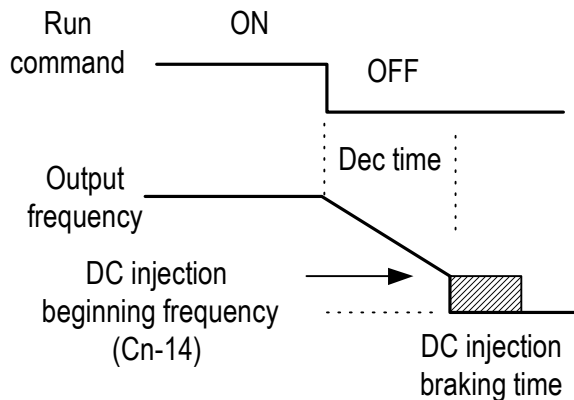 Run
command
ON
OFF
Dec time
Output
frequency
DC injection
beginning frequency
(Cn-14)
DC injection
braking time